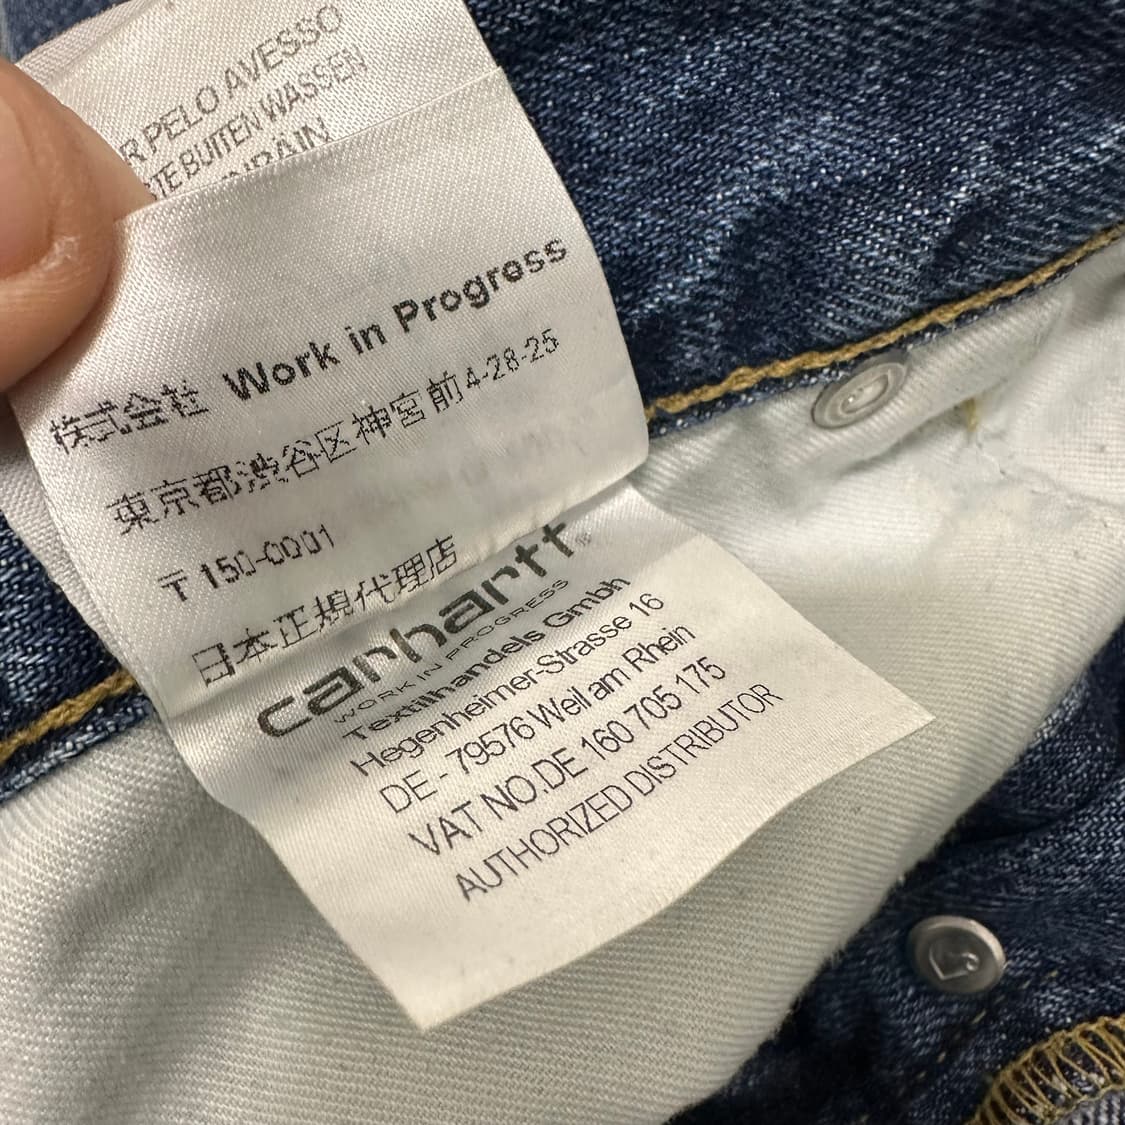 R PELO AVESSO
STE BUITEN WASSEN
株式会社 Work in Progress
東京都渋谷区神宮前4-28-25
〒150-0001
日本正規代理店
carhartt®
WORK IN PROGRESS
Textilhandels Gmbh
Hegenheimer-Strasse 16
DE - 79576 Weil am Rhein
VAT NO.DE 160 705 175
AUTHORIZED DISTRIBUTOR